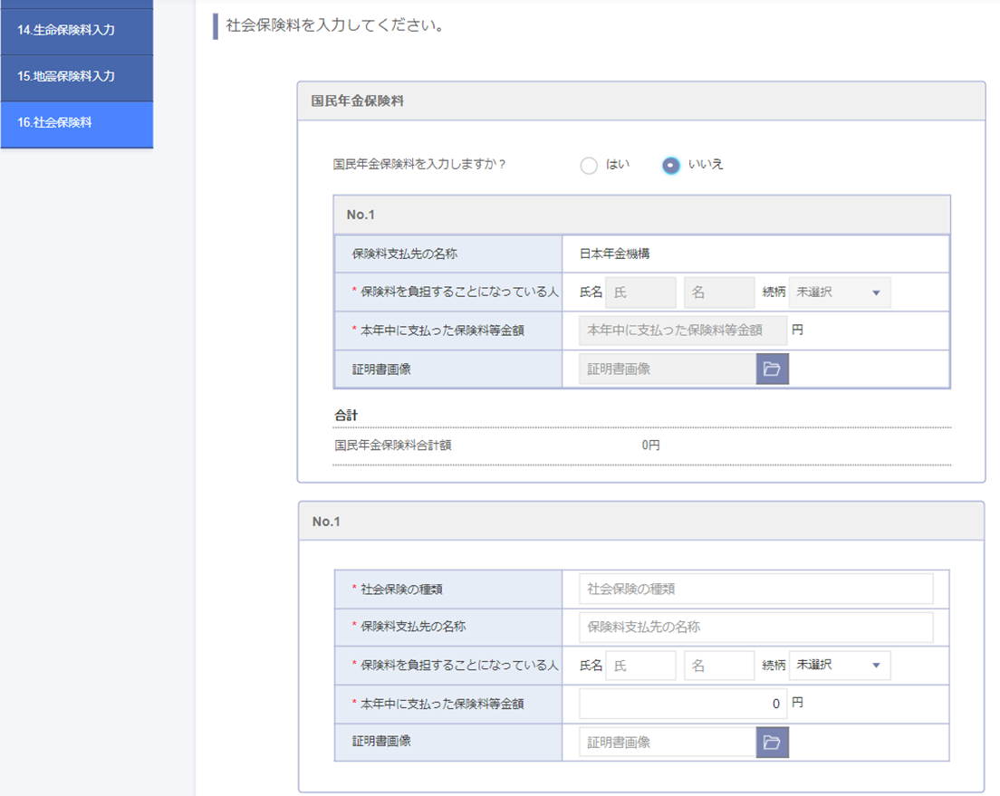 14.生命保険料入力
15.地震保険料入力
16.社会保険料
社会保険料を入力してください。
国民年金保険料
国民年金保険料を入力しますか？ はい いいえ
No.1
保険料支払先の名称 日本年金機構
* 保険料を負担することになっている人 氏名 氏 名 続柄 未選択
* 本年中に支払った保険料等金額 本年中に支払った保険料等金額 円
証明書画像 証明書画像
合計
国民年金保険料合計額 0円
No.1
* 社会保険の種類 社会保険の種類
* 保険料支払先の名称 保険料支払先の名称
* 保険料を負担することになっている人 氏名 氏 名 続柄 未選択
* 本年中に支払った保険料等金額 0 円
証明書画像 証明書画像